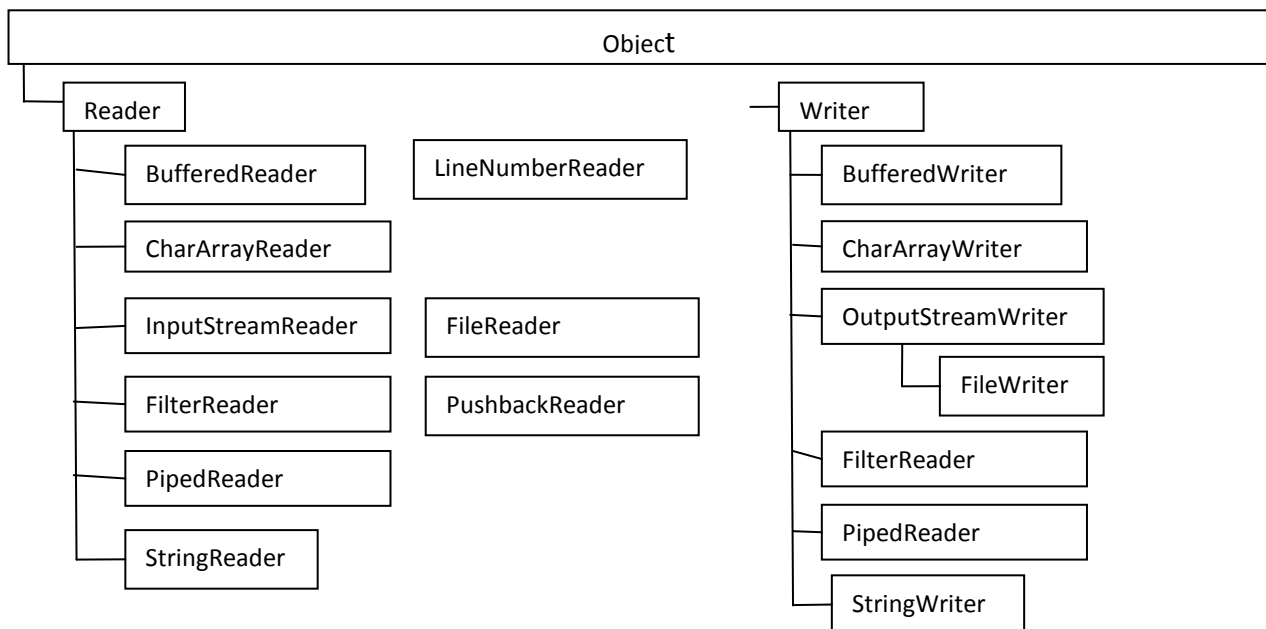 Object
Reader
Writer
BufferedReader
LineNumberReader
BufferedWriter
CharArrayReader
CharArrayWriter
InputStreamReader
FileReader
OutputStreamWriter
FileWriter
FilterReader
PushbackReader
FilterReader
PipedReader
PipedReader
StringReader
StringWriter